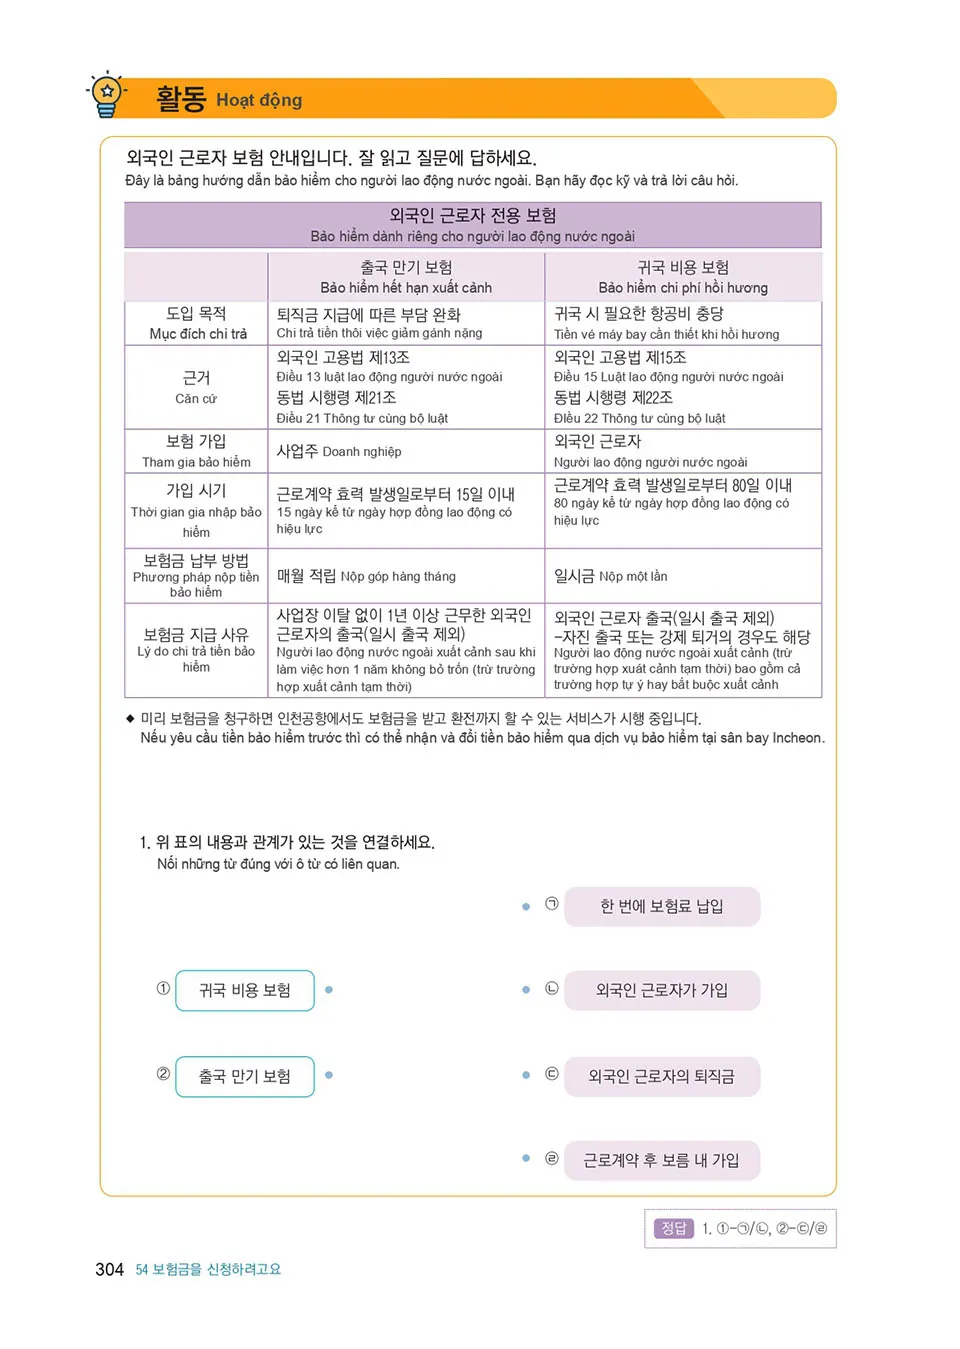 활동 Hoạt động
외국인 근로자 보험 안내입니다. 잘 읽고 질문에 답하세요.
Đây là bảng hướng dẫn bảo hiểm cho người lao động nước ngoài. Bạn hãy đọc kỹ và trả lời câu hỏi.
외국인 근로자 전용 보험
Bảo hiểm dành riêng cho người lao động nước ngoài
출국 만기 보험
Bảo hiểm hết hạn xuất cảnh
귀국 비용 보험
Bảo hiểm chi phí hồi hương
도입 목적
Mục đích chi trả
퇴직금 지급에 따른 부담 완화
Chi trả tiền thôi việc giảm gánh nặng
귀국 시 필요한 항공비 충당
Tiền vé máy bay cần thiết khi hồi hương
근거
Căn cứ
외국인 고용법 제13조
Điều 13 luật lao động người nước ngoài
동법 시행령 제21조
Điều 21 Thông tư cùng bộ luật
외국인 고용법 제15조
Điều 15 Luật lao động người nước ngoài
동법 시행령 제22조
Điều 22 Thông tư cùng bộ luật
보험 가입
Tham gia bảo hiểm
사업주 Doanh nghiệp
외국인 근로자
Người lao động người nước ngoài
가입 시기
Thời gian gia nhập bảo
hiểm
근로계약 효력 발생일로부터 15일 이내
15 ngày kể từ ngày hợp đồng lao động có
hiệu lực
근로계약 효력 발생일로부터 80일 이내
80 ngày kể từ ngày hợp đồng lao động có
hiệu lực
보험금 납부 방법
Phương pháp nộp tiền
bảo hiểm
매월 적립 Nộp góp hàng tháng
일시금 Nộp một lần
보험금 지급 사유
Lý do chi trả tiền bảo
hiểm
사업장 이탈 없이 1년 이상 근무한 외국인
근로자의 출국(일시 출국 제외)
Người lao động nước ngoài xuất cảnh sau khi
làm việc hơn 1 năm không bỏ trốn (trừ trường
hợp xuất cảnh tạm thời)
외국인 근로자 출국(일시 출국 제외)
–자진 출국 또는 강제 퇴거의 경우도 해당
Người lao động nước ngoài xuất cảnh (trừ
trường hợp xuát cảnh tạm thời) bao gồm cả
trường hợp tự ý hay bắt buộc xuất cảnh
◆ 미리 보험금을 청구하면 인천공항에서도 보험금을 받고 환전까지 할 수 있는 서비스가 시행 중입니다.
Nếu yêu cầu tiền bảo hiểm trước thì có thể nhận và đổi tiền bảo hiểm qua dịch vụ bảo hiểm tại sân bay Incheon.
1. 위 표의 내용과 관계가 있는 것을 연결하세요.
Nối những từ đúng với ô từ có liên quan.
㉠ 한 번에 보험료 납입
① 귀국 비용 보험
㉡ 외국인 근로자가 가입
② 출국 만기 보험
㉢ 외국인 근로자의 퇴직금
㉣ 근로계약 후 보름 내 가입
정답 1. ①-㉠/㉡, ②-㉢/㉣
304 54 보험금을 신청하려고요